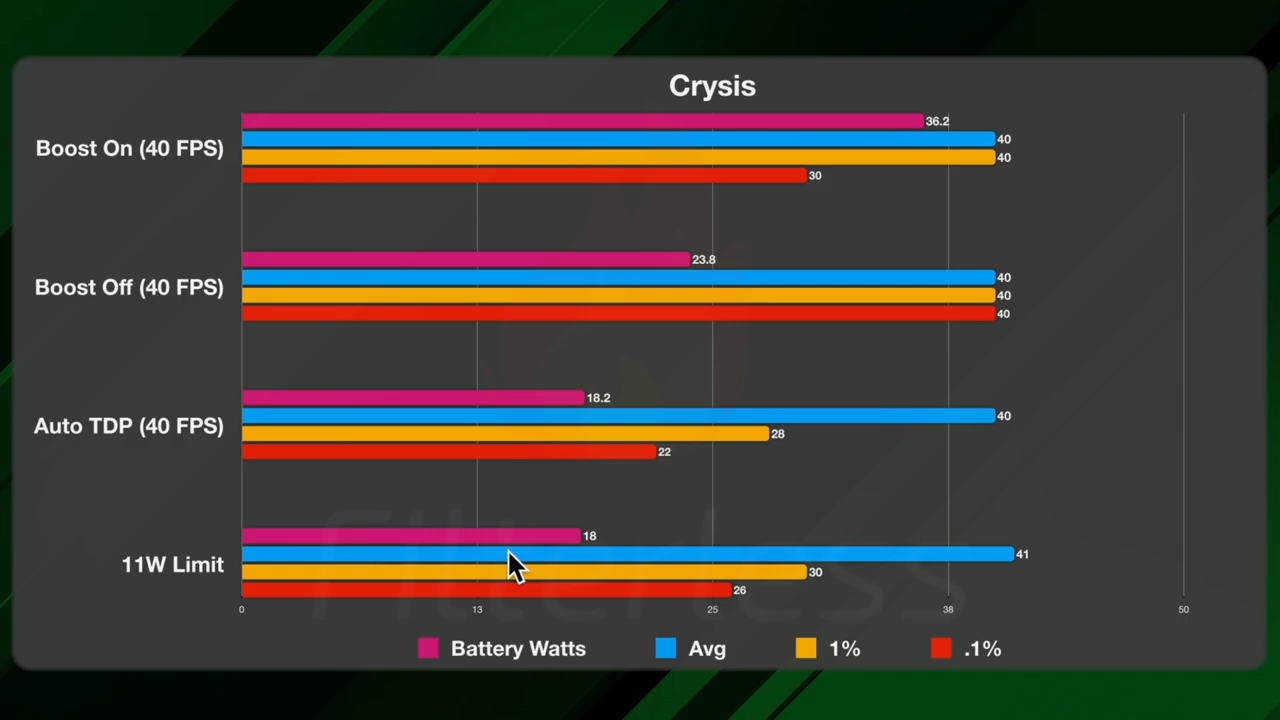 Crysis
Boost On (40 FPS)
36.2
40
40
30
Boost Off (40 FPS)
23.8
40
40
40
Auto TDP (40 FPS)
18.2
40
28
22
11W Limit
18
41
30
26
0 13 25 38 50
Battery Watts Avg 1% .1%
Filterless